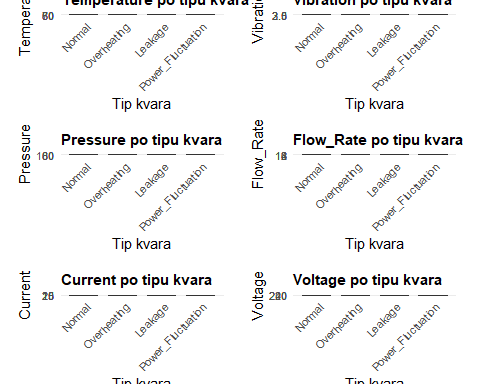 Temperature po tipu kvara
Vibration po tipu kvara
Normal
Overheating
Leakage
Power_Fluctuation
Normal
Overheating
Leakage
Power_Fluctuation
Tip kvara
Tip kvara
Pressure
Pressure po tipu kvara
Normal
Overheating
Leakage
Power_Fluctuation
Tip kvara
Flow_Rate
Flow_Rate po tipu kvara
Normal
Overheating
Leakage
Power_Fluctuation
Tip kvara
Current
Current po tipu kvara
Normal
Overheating
Leakage
Power_Fluctuation
Tip kvara
Voltage
Voltage po tipu kvara
Normal
Overheating
Leakage
Power_Fluctuation
Tip kvara